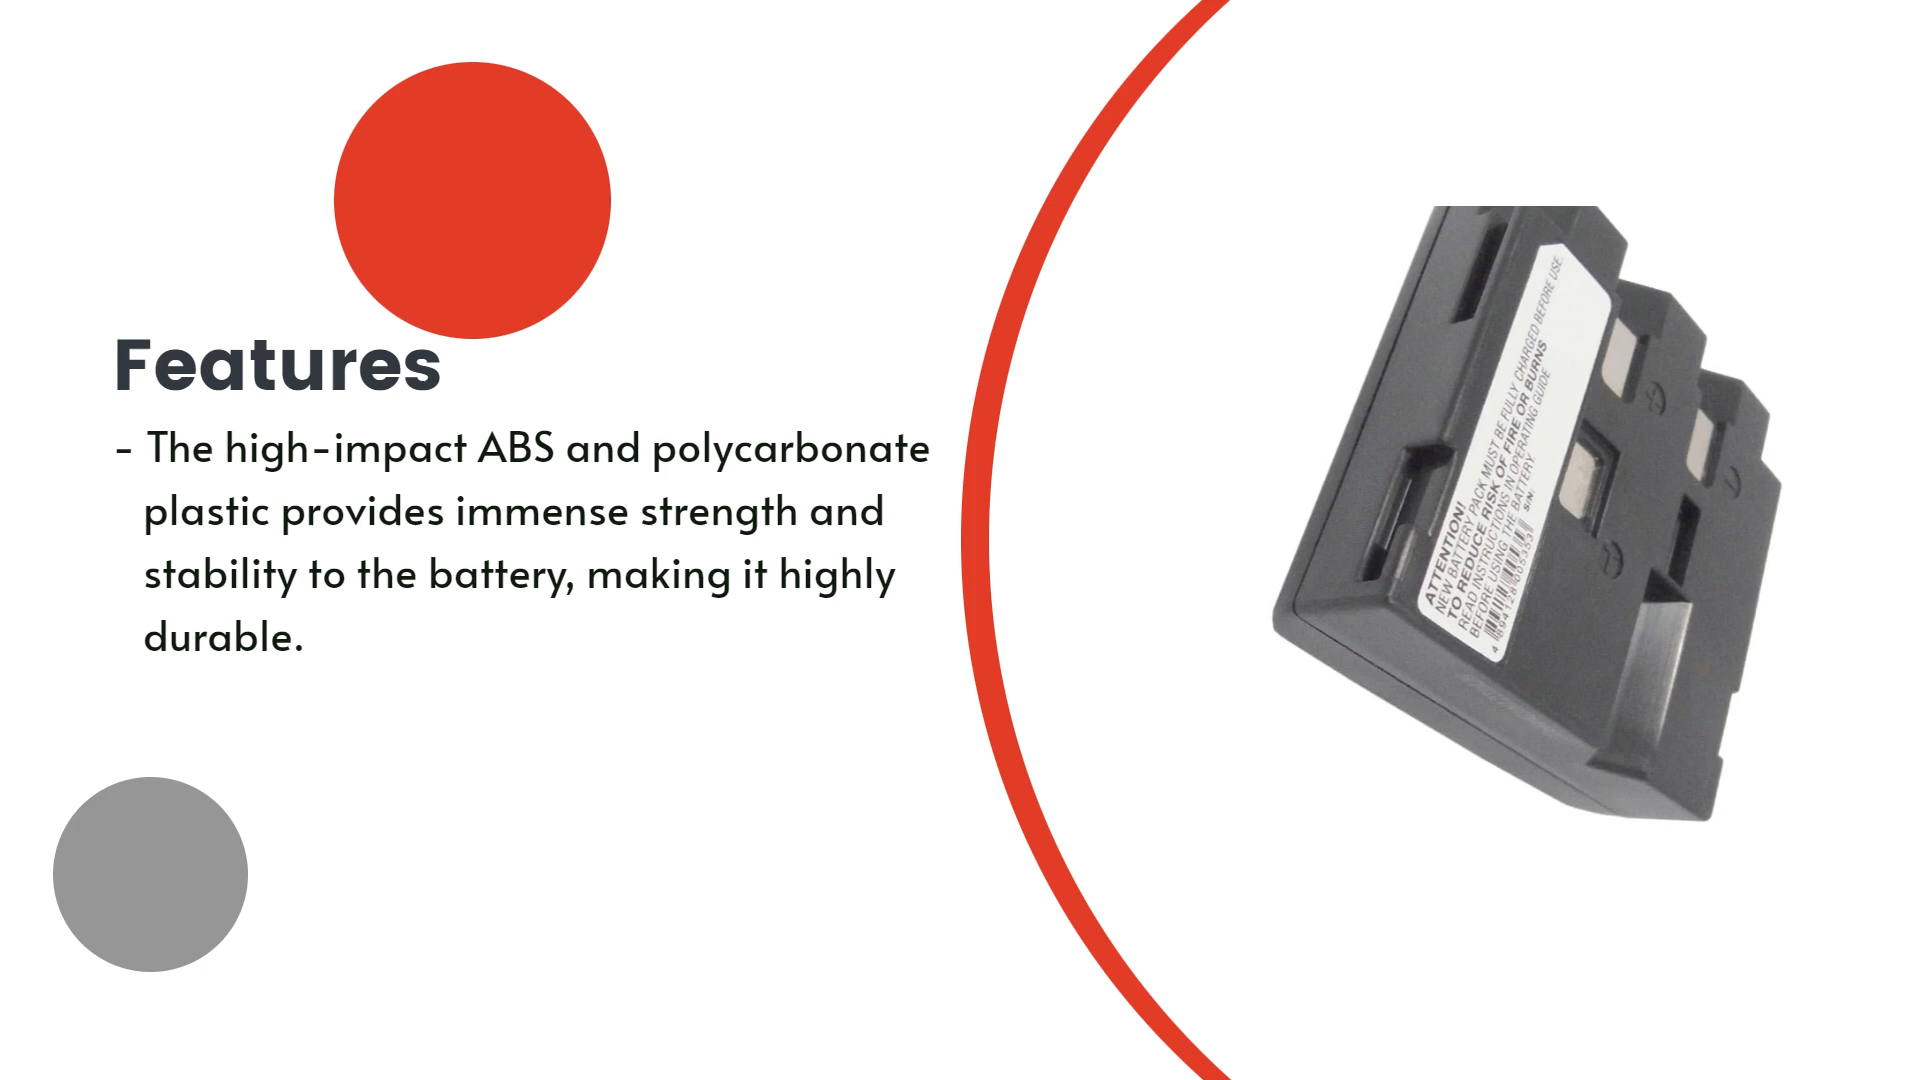 Features
- The high-impact ABS and polycarbonate
plastic provides immense strength and
stability to the battery, making it highly
durable.
ATTENTION!
NEW BATTERY PACK MUST BE FULLY CHARGED BEFORE USE.
TO REDUCE RISK OF FIRE OR BURNS
READ INSTRUCTIONS IN OPERATING GUIDE
BEFORE USING THE BATTERY
S/N: